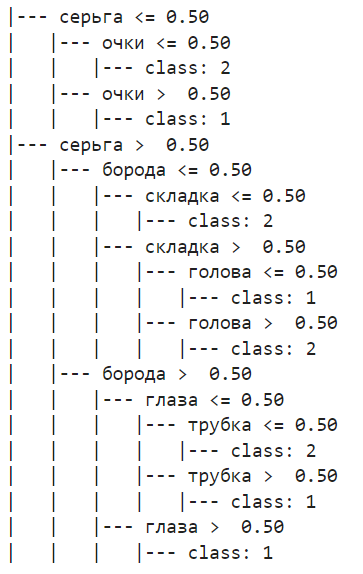 |--- серьга <= 0.50
|   |--- очки <= 0.50
|   |   |--- class: 2
|   |--- очки >  0.50
|   |   |--- class: 1
|--- серьга >  0.50
|   |--- борода <= 0.50
|   |   |--- складка <= 0.50
|   |   |   |--- class: 2
|   |   |--- складка >  0.50
|   |   |   |--- голова <= 0.50
|   |   |   |   |--- class: 1
|   |   |   |--- голова >  0.50
|   |   |   |   |--- class: 2
|   |--- борода >  0.50
|   |   |--- глаза <= 0.50
|   |   |   |--- трубка <= 0.50
|   |   |   |   |--- class: 2
|   |   |   |--- трубка >  0.50
|   |   |   |   |--- class: 1
|   |   |--- глаза >  0.50
|   |   |   |--- class: 1